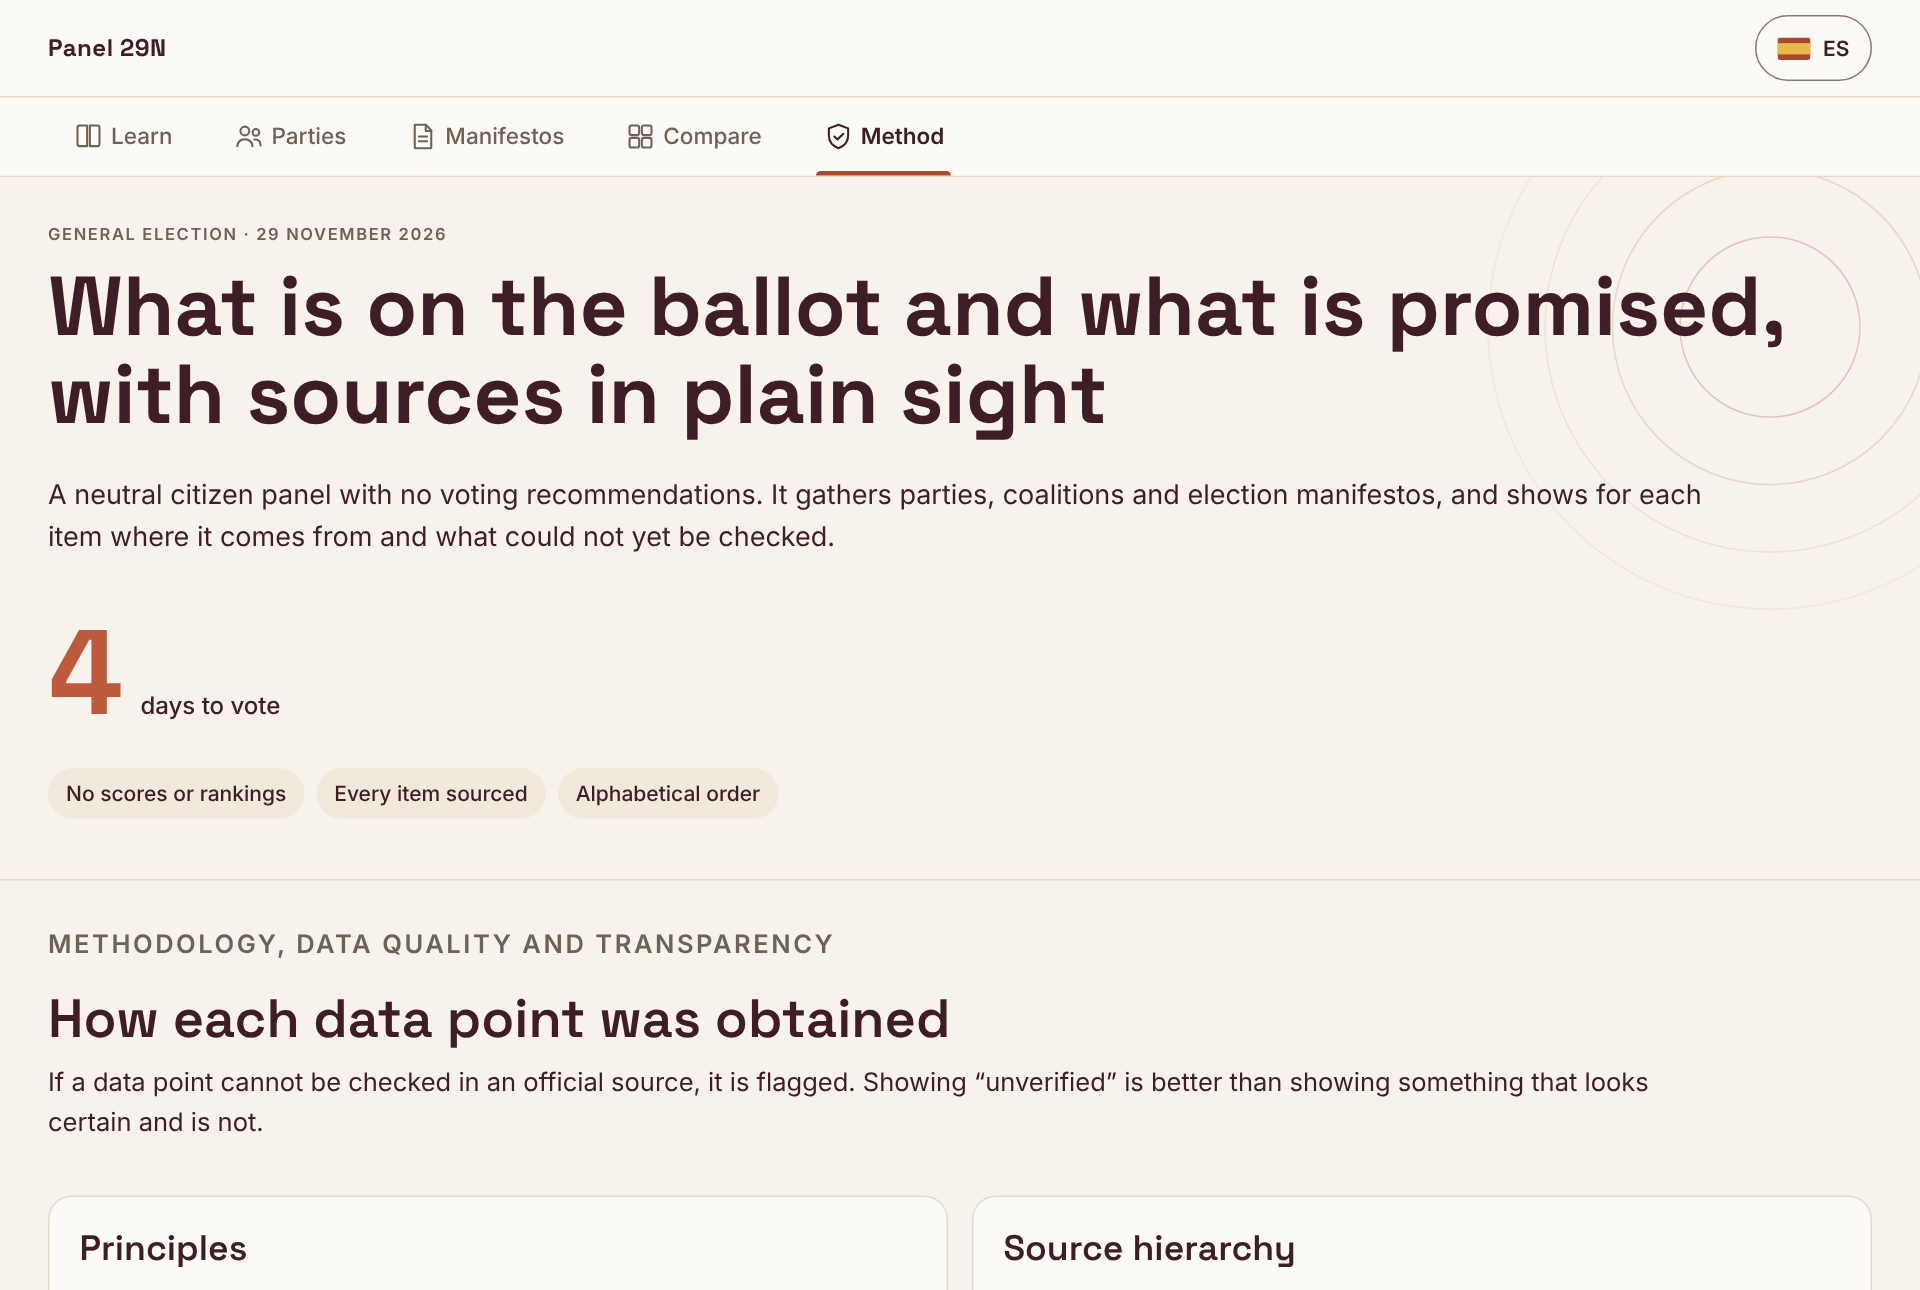 Panel 29N
ES
Learn
Parties
Manifestos
Compare
Method
GENERAL ELECTION · 29 NOVEMBER 2026
What is on the ballot and what is promised,
with sources in plain sight
A neutral citizen panel with no voting recommendations. It gathers parties, coalitions and election manifestos, and shows for each
item where it comes from and what could not yet be checked.
4 days to vote
No scores or rankings
Every item sourced
Alphabetical order
METHODOLOGY, DATA QUALITY AND TRANSPARENCY
How each data point was obtained
If a data point cannot be checked in an official source, it is flagged. Showing “unverified” is better than showing something that looks
certain and is not.
Principles
Source hierarchy